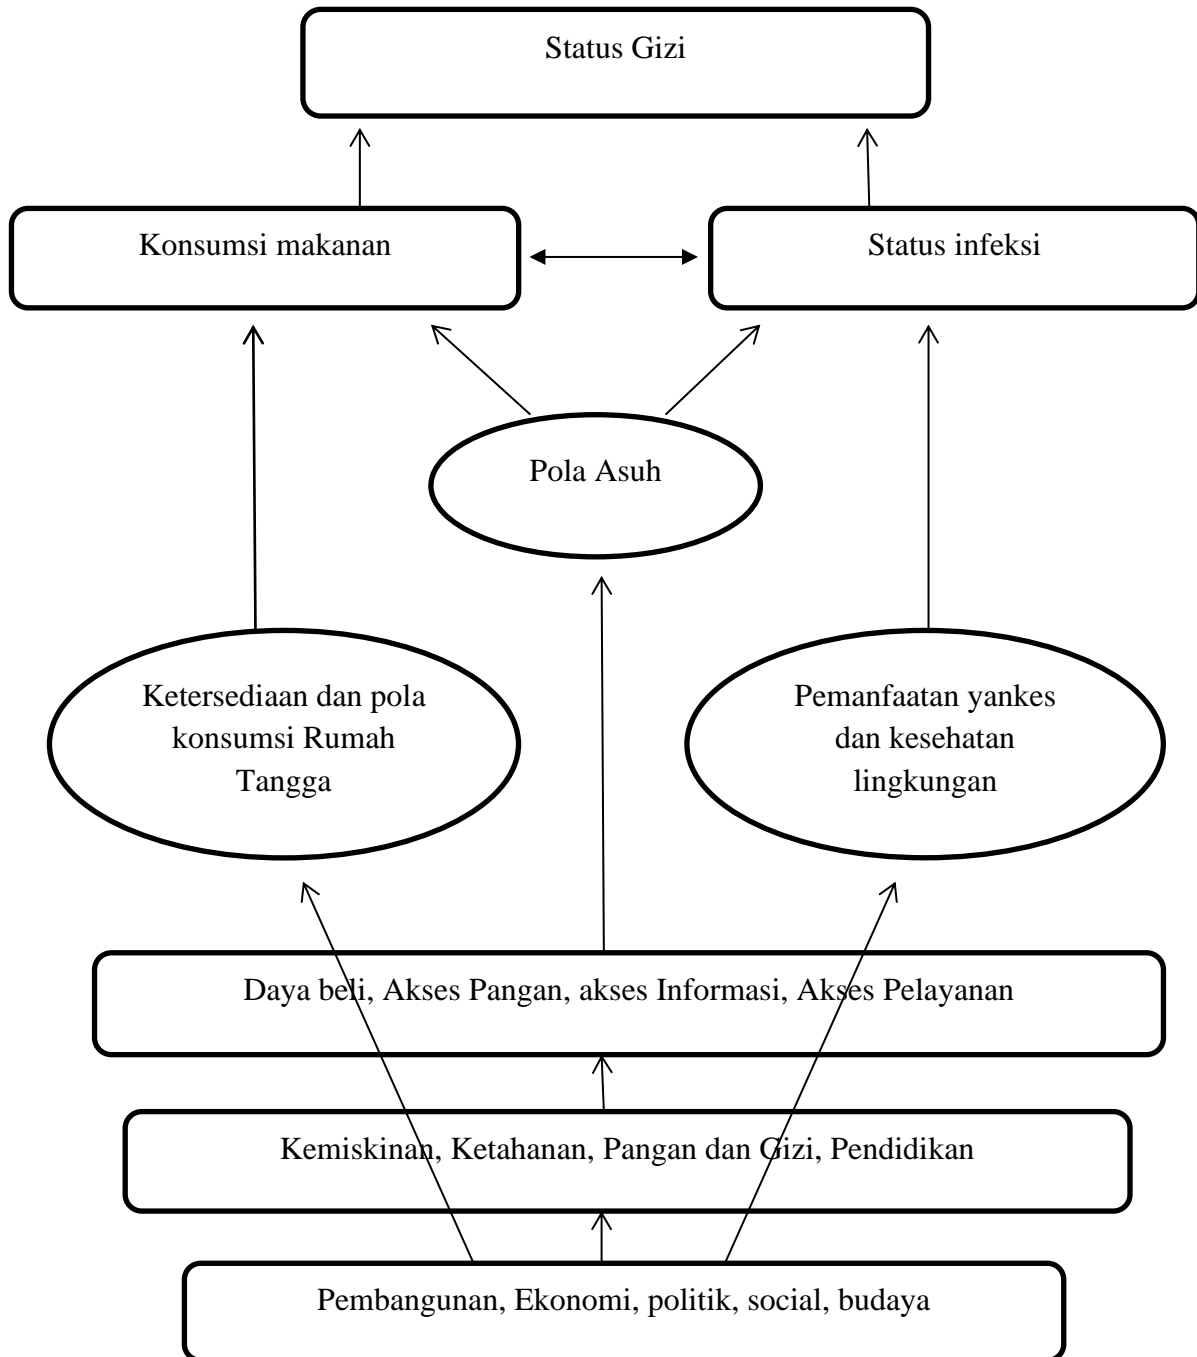 Status Gizi
Konsumsi makanan
Status infeksi
Pola Asuh
Ketersediaan dan pola
konsumsi Rumah
Tangga
Pemanfaatan yankes
dan kesehatan
lingkungan
Daya beli, Akses Pangan, akses Informasi, Akses Pelayanan
Kemiskinan, Ketahanan, Pangan dan Gizi, Pendidikan
Pembangunan, Ekonomi, politik, social, budaya